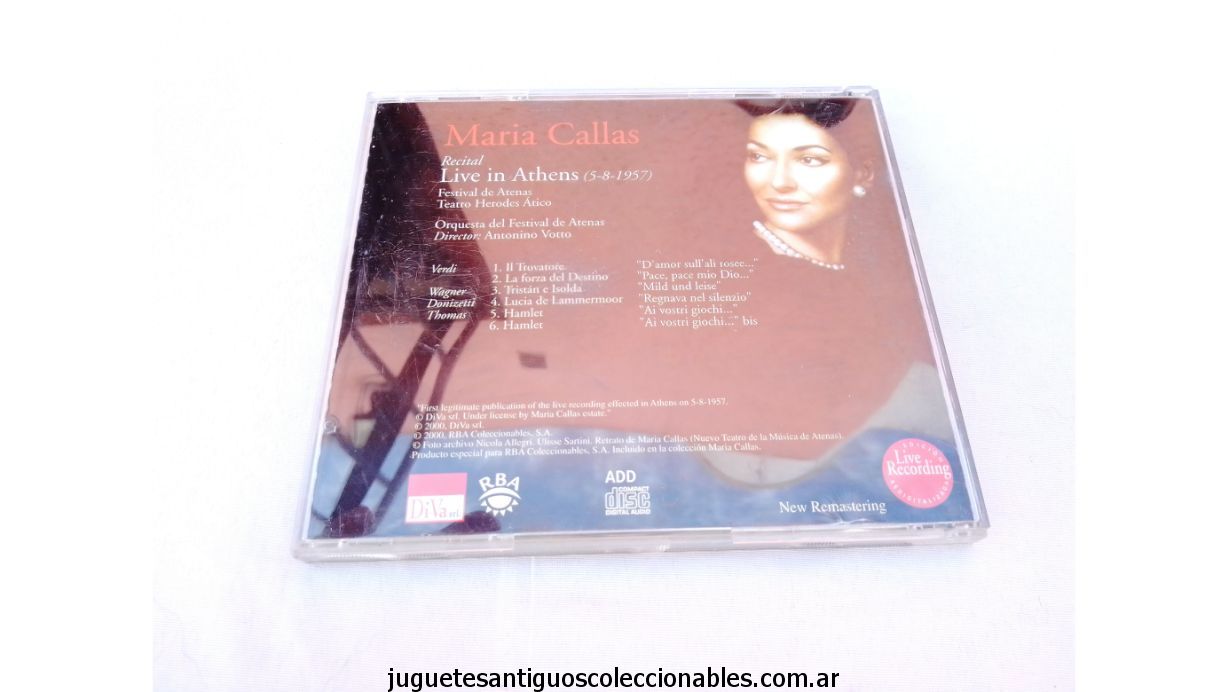 Maria Callas
Recital
Live in Athens (5-8-1957)
Festival de Atenas
Teatro Herodes Ático
Orquesta del Festival de Atenas
Director: Antonino Votto
Verdi 1. Il Trovatore "D'amor sull'ali rosee..."
2. La forza del Destino "Pace, pace mio Dio..."
Wagner 3. Tristán e Isolda "Mild und leise"
Donizetti 4. Lucia de Lammermoor "Regnava nel silenzio"
Thomas 5. Hamlet "Ai vostri giochi..."
6. Hamlet "Ai vostri giochi..." bis
"First legitimate publication of the live recording effected in Athens on 5-8-1957.
© DiVa srl. Under license by Maria Callas estate."
© 2000, DiVa srl.
© 2000, RBA Coleccionables, S.A.
© Foto archivo Nicola Allegri. Ulisse Sartini. Retrato de Maria Callas (Nuevo Teatro de la Música de Atenas).
Producto especial para RBA Coleccionables, S.A. Incluido en la colección Maria Callas.
DiVa srl.
RBA
ADD
COMPACT
disc
DIGITAL AUDIO
New Remastering
EDICIÓN
Live
Recording
REDIGITALIZADA
juguetesantiguoscoleccionables.com.ar